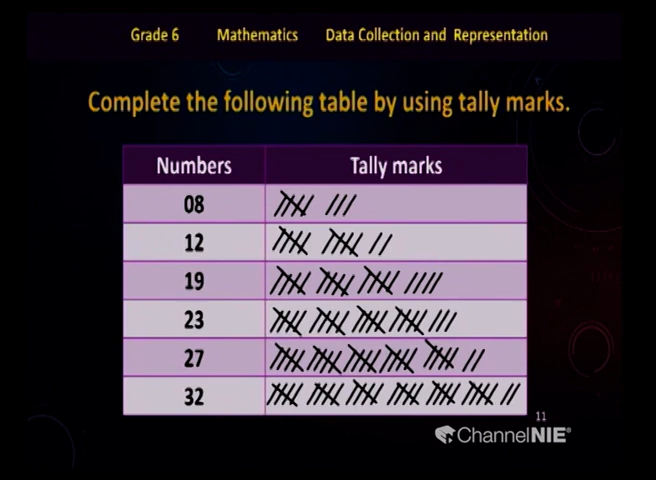 Grade 6 Mathematics Data Collection and Representation
Complete the following table by using tally marks.
Numbers Tally marks
08
12
19
23
27
32
11
ChannelNIE®